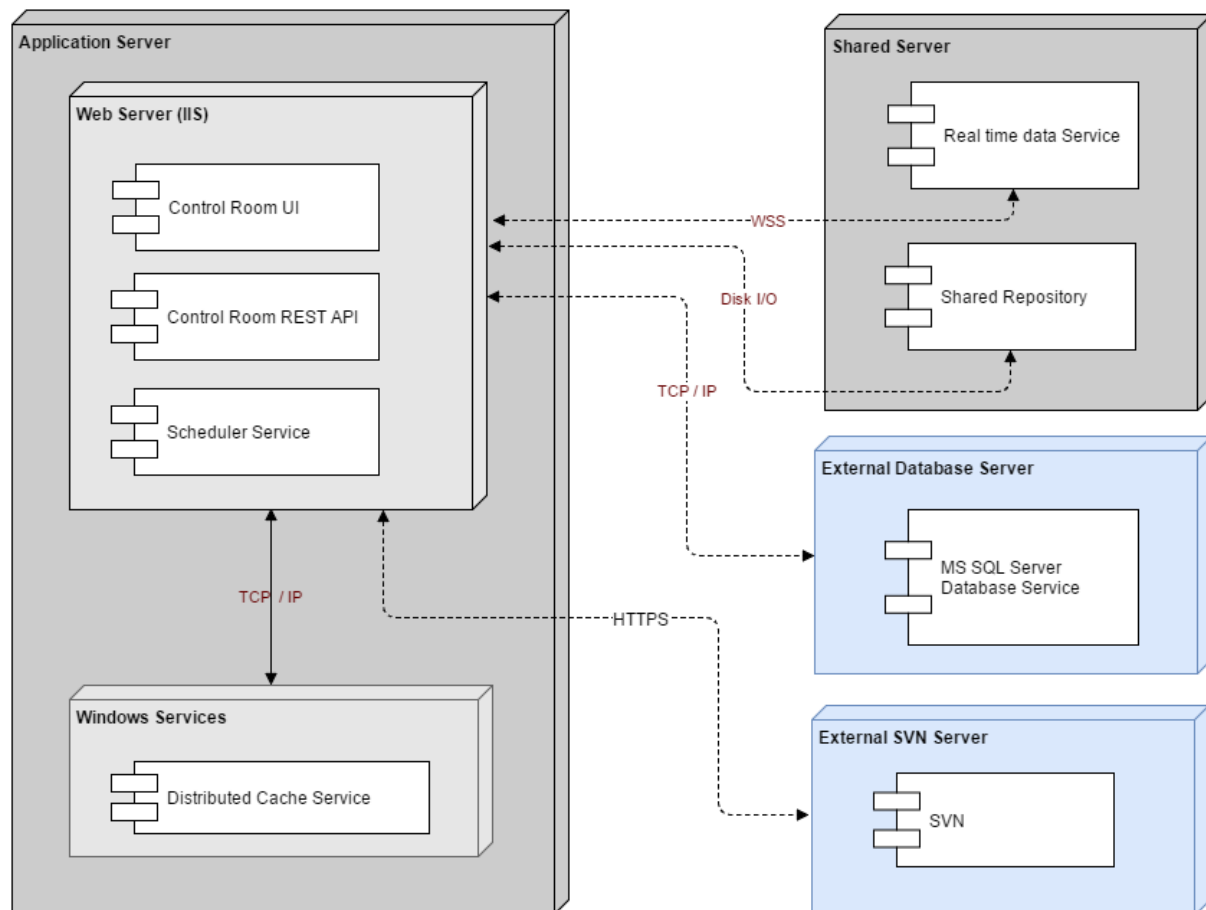 Application Server
Web Server (IIS)
Control Room UI
Control Room REST API
Scheduler Service
TCP / IP
Windows Services
Distributed Cache Service
WSS
Disk I/O
TCP / IP
HTTPS
Shared Server
Real time data Service
Shared Repository
External Database Server
MS SQL Server
Database Service
External SVN Server
SVN